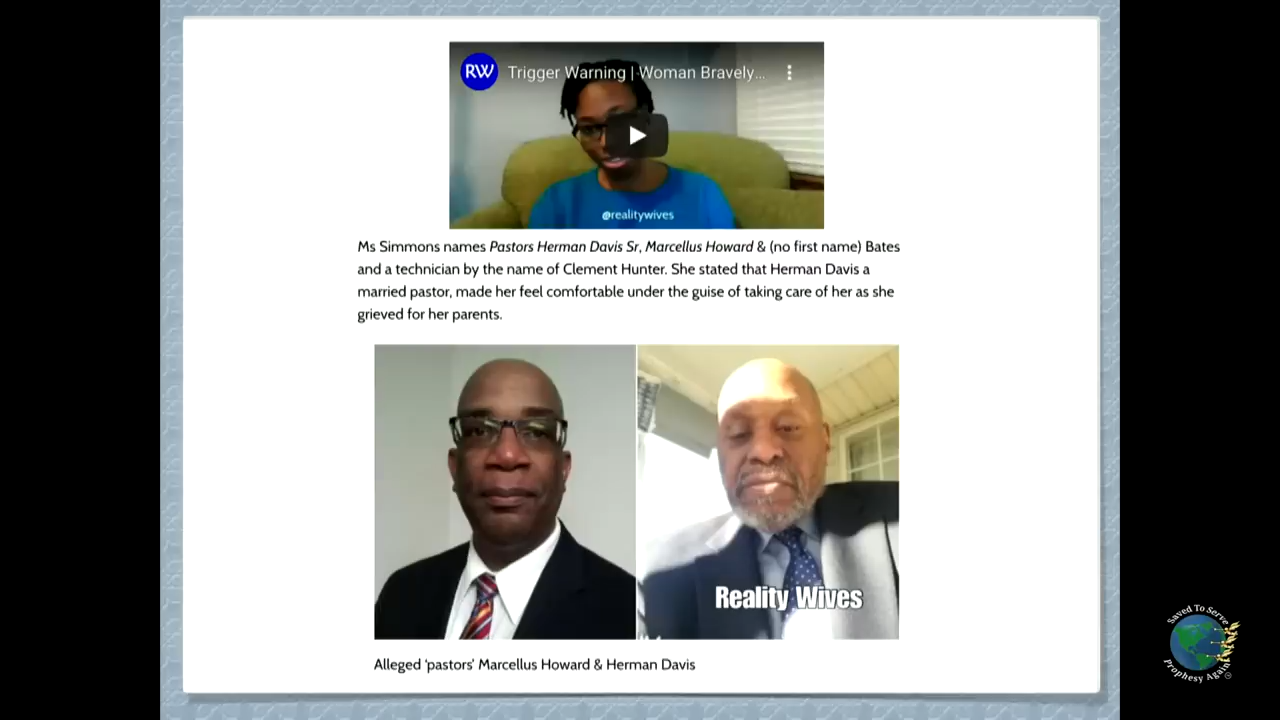 RW Trigger Warning | Woman Bravely...
@realitywives
Ms Simmons names Pastors Herman Davis Sr, Marcellus Howard & (no first name) Bates
and a technician by the name of Clement Hunter. She stated that Herman Davis a
married pastor, made her feel comfortable under the guise of taking care of her as she
grieved for her parents.
Reality Wives
Alleged 'pastors' Marcellus Howard & Herman Davis
Saved To Serve
Prophesy Again